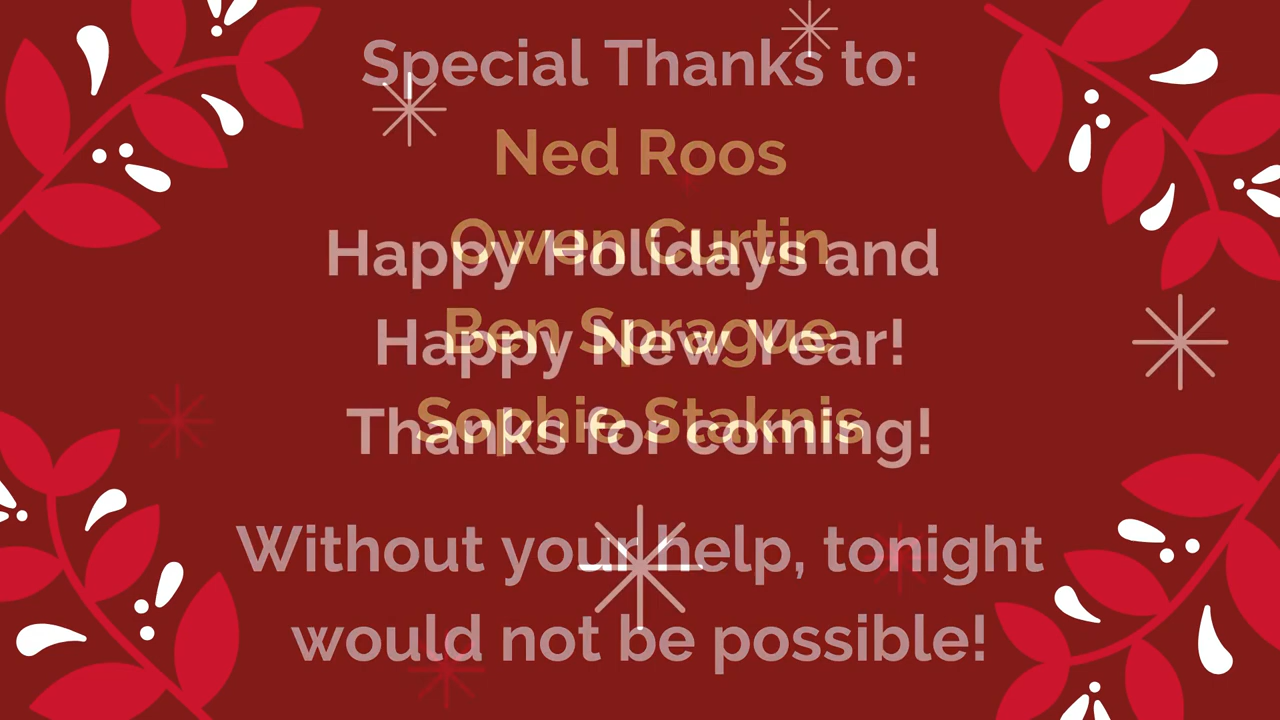 Special Thanks to:
Ned Roos
Owen Curtin
Happy Holidays and
Ben Sprague
Happy New Year!
Sophie Staknis
Thanks for coming!
Without your help, tonight
would not be possible!